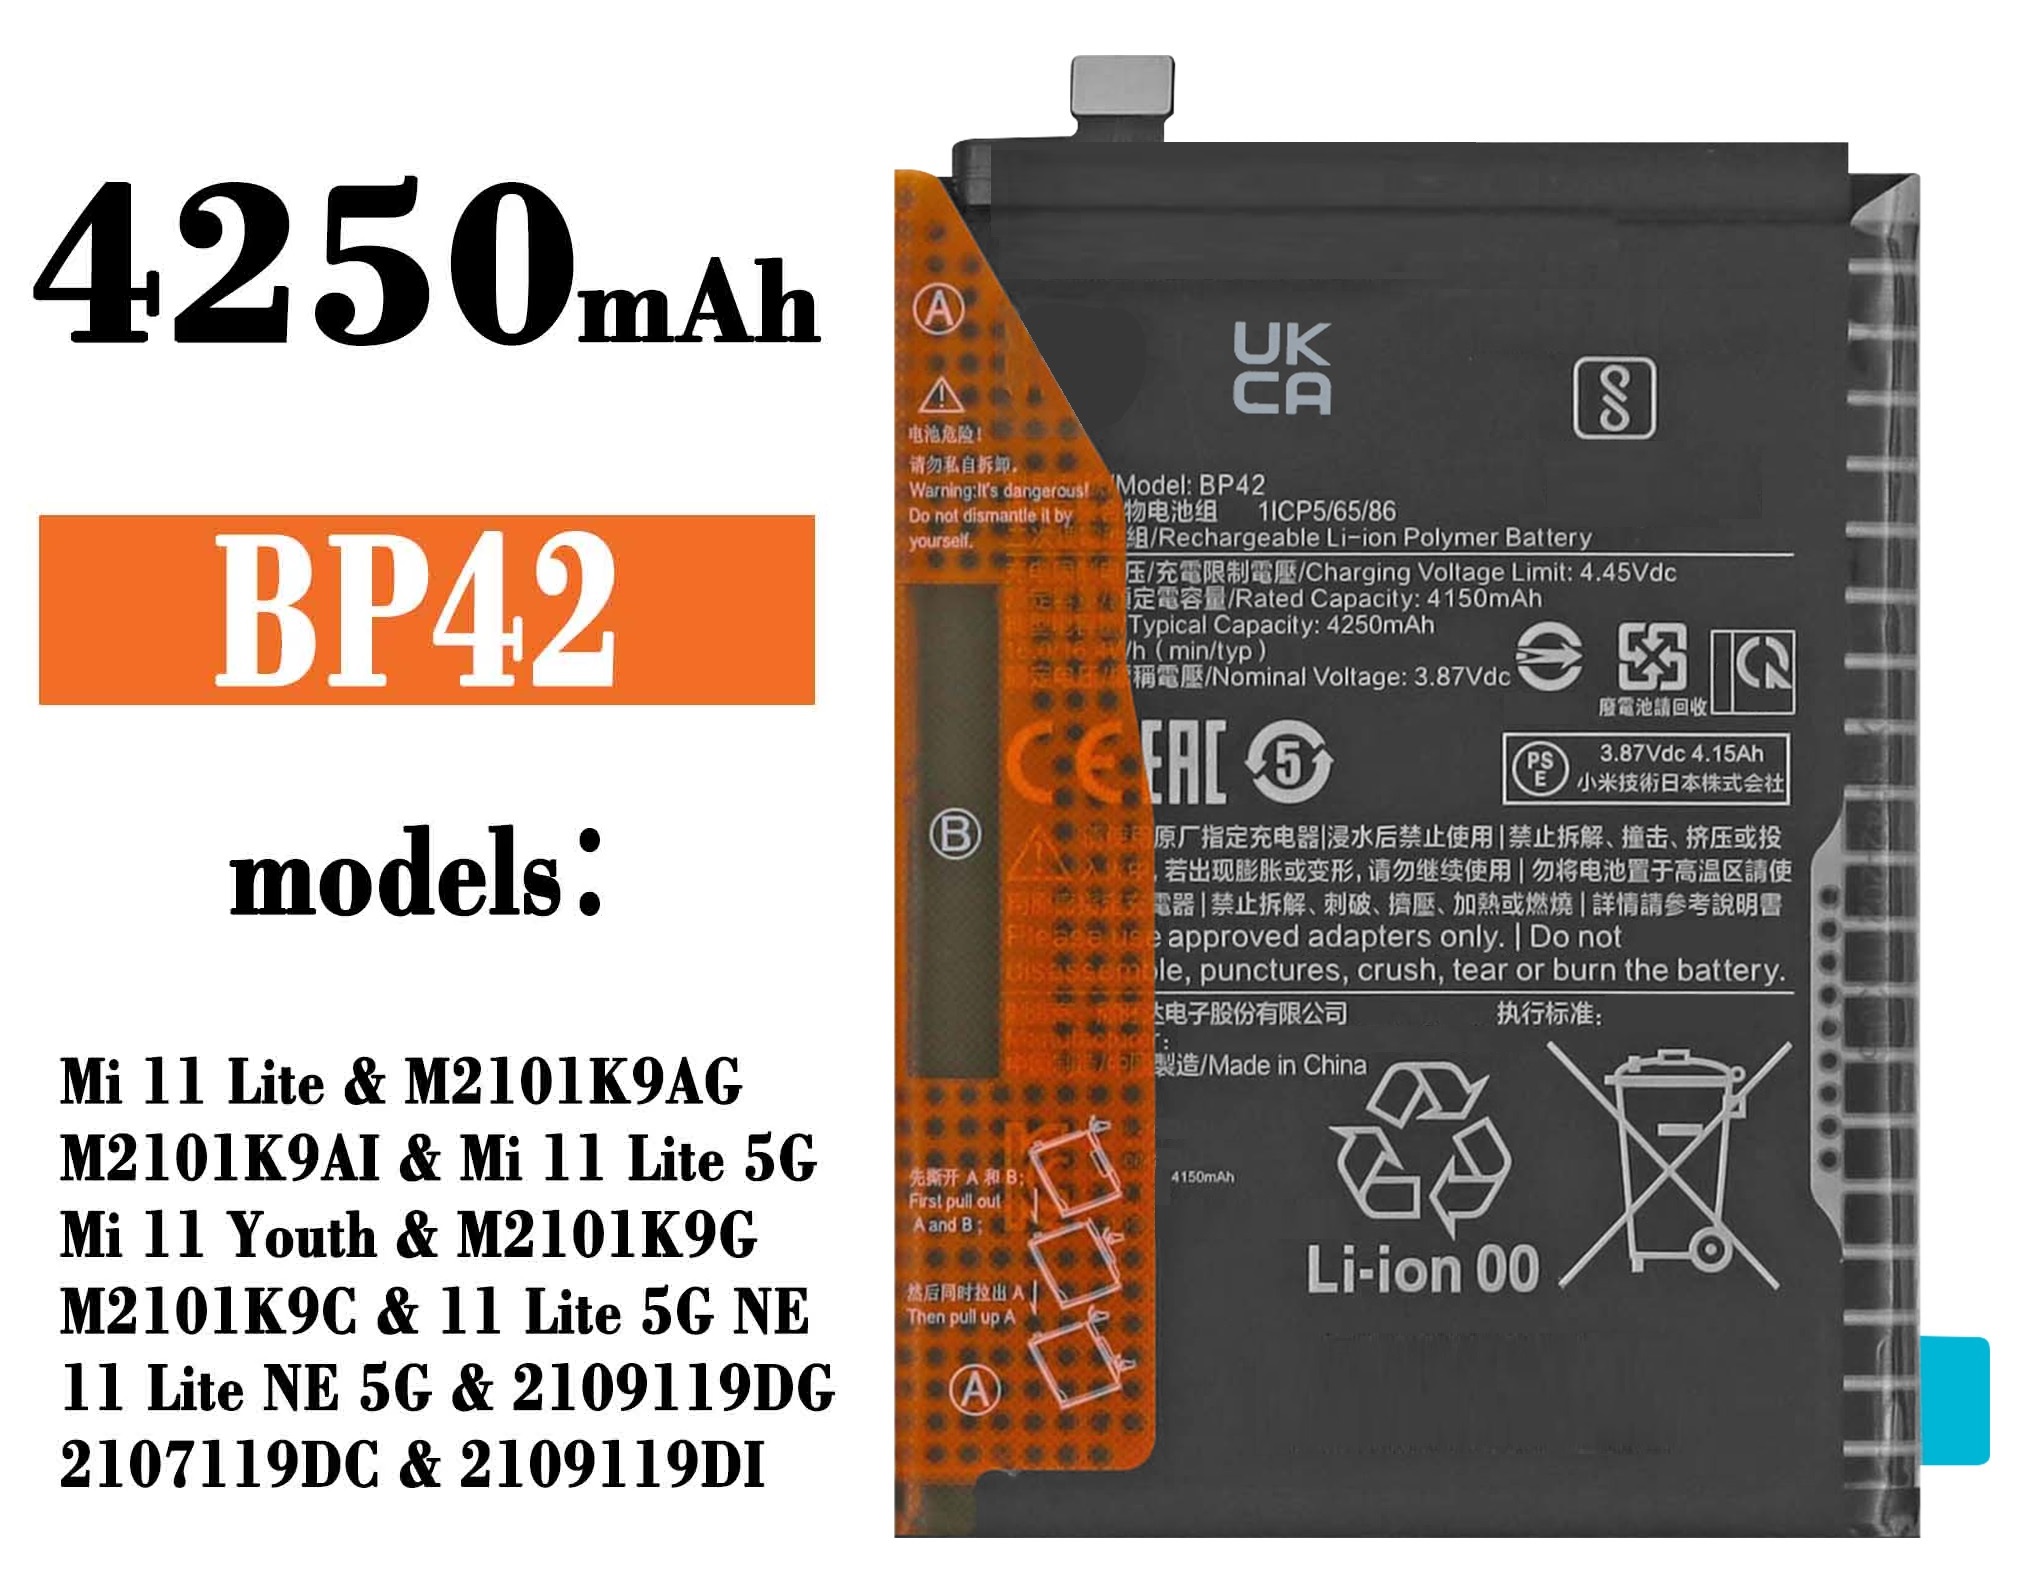 4250mAh
BP42
models:
Mi 11 Lite & M2101K9AG
M2101K9AI & Mi 11 Lite 5G
Mi 11 Youth & M2101K9G
M2101K9C & 11 Lite 5G NE
11 Lite NE 5G & 2109119DG
2107119DC & 2109119DI
A
电池危险!
请勿私自拆卸.
Warning:It's dangerous!
Do not dismantle it by
yourself.
B
先撕开 A 和 B;
First pull out
A and B;
然后同时拉出 A
Then pull up A
A
UK
CA
/Model: BP42
物电池组 1ICP5/65/86
组/Rechargeable Li-ion Polymer Battery
压/充電限制電壓/Charging Voltage Limit: 4.45Vdc
定電容量/Rated Capacity: 4150mAh
Typical Capacity: 4250mAh
/h (min/typ)
稱電壓/Nominal Voltage: 3.87Vdc
廢電池請回收
CE EAC 5
PS
E
3.87Vdc 4.15Ah
小米技術日本株式会社
原厂指定充电器|浸水后禁止使用|禁止拆解、撞击、挤压或投
,若出现膨胀或变形,请勿继续使用|勿将电池置于高温区請使
電器|禁止拆解、刺破、擠壓、加熱或燃燒|詳情請參考說明書
Please use approved adapters only. | Do not
disassemble, punctures, crush, tear or burn the battery.
达电子股份有限公司 执行标准:
製造/Made in China
4150mAh
Li-ion 00